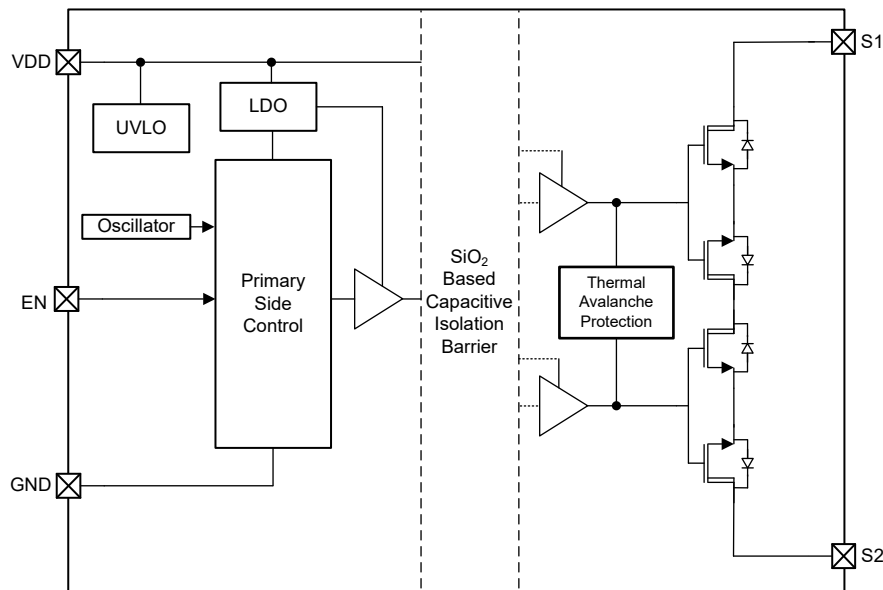 VDD
S1
LDO
UVLO
Oscillator
SiO₂
Based
Capacitive
Isolation
Barrier
Thermal
Avalanche
Protection
Primary
Side
Control
EN
GND
S2